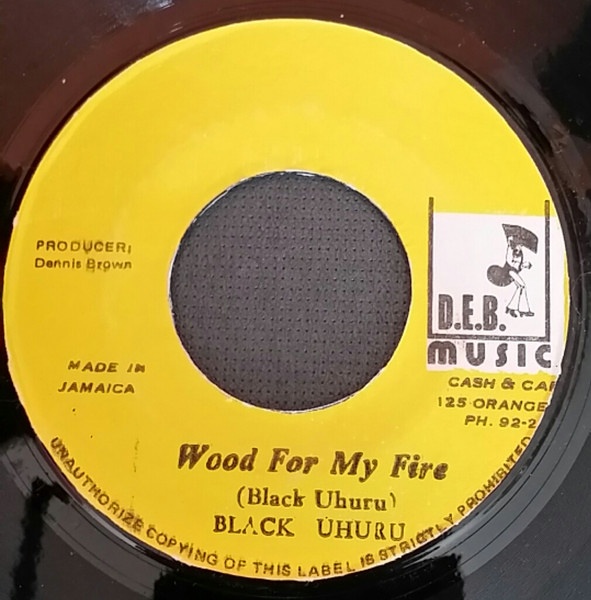 PRODUCER;
Dennis Brown
MADE IN
JAMAICA
D.E.B.
MUSIC
CASH & CAR
125 ORANGE
PH. 92-2
Wood For My Fire
(Black Uhuru)
BLACK UHURU
UNAUTHORIZE COPYING OF THIS LABEL IS STRICTLY PROHIBITED